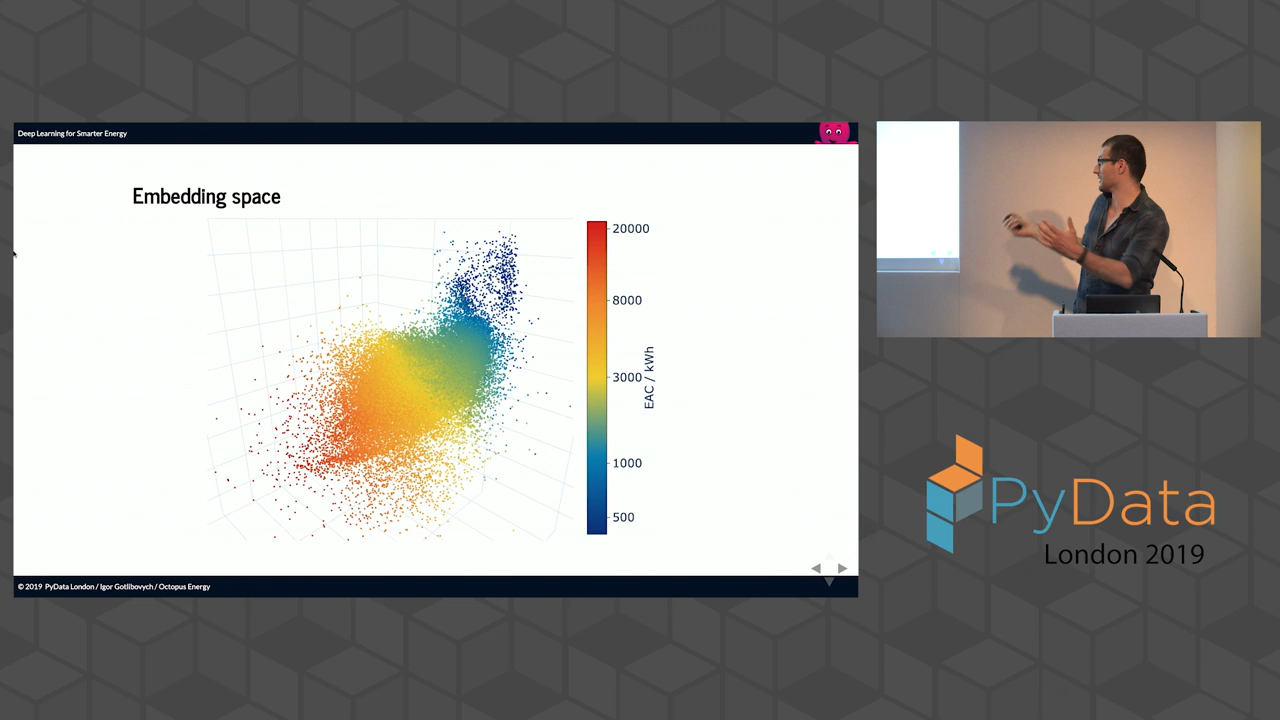 Deep Learning for Smarter Energy
Embedding space
20000
8000
3000
1000
500
EAC / kWh
© 2019 PyData London / Igor Gotlibovych / Octopus Energy
PyData
London 2019